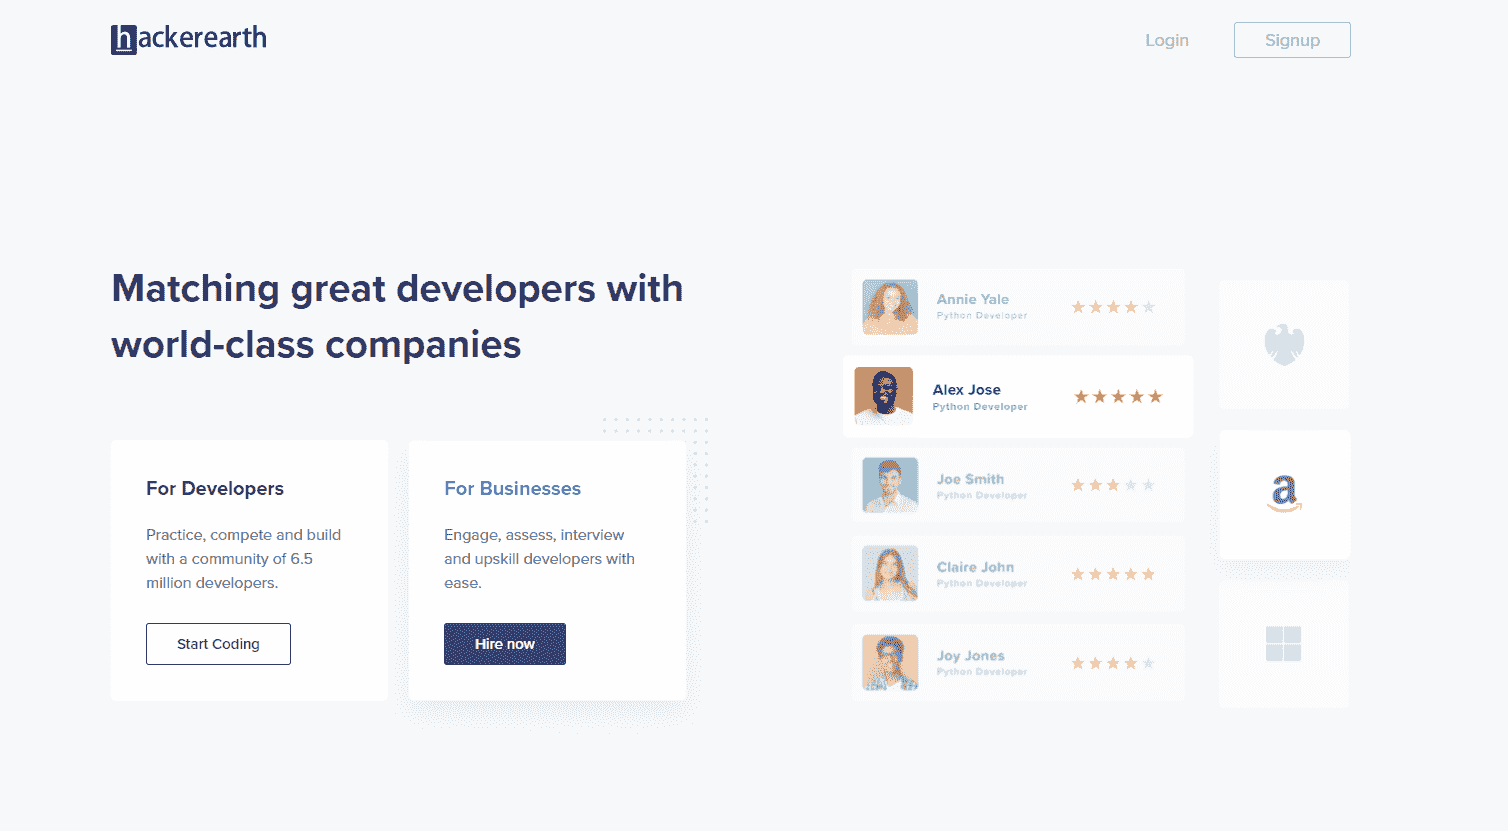 hackerearth
Login
Signup
Matching great developers with
world-class companies
For Developers
Practice, compete and build
with a community of 6.5
million developers.
Start Coding
For Businesses
Engage, assess, interview
and upskill developers with
ease.
Hire now
Annie Yale
Python Developer
Alex Jose
Python Developer
Joe Smith
Python Developer
Claire John
Python Developer
Joy Jones
Python Developer
a